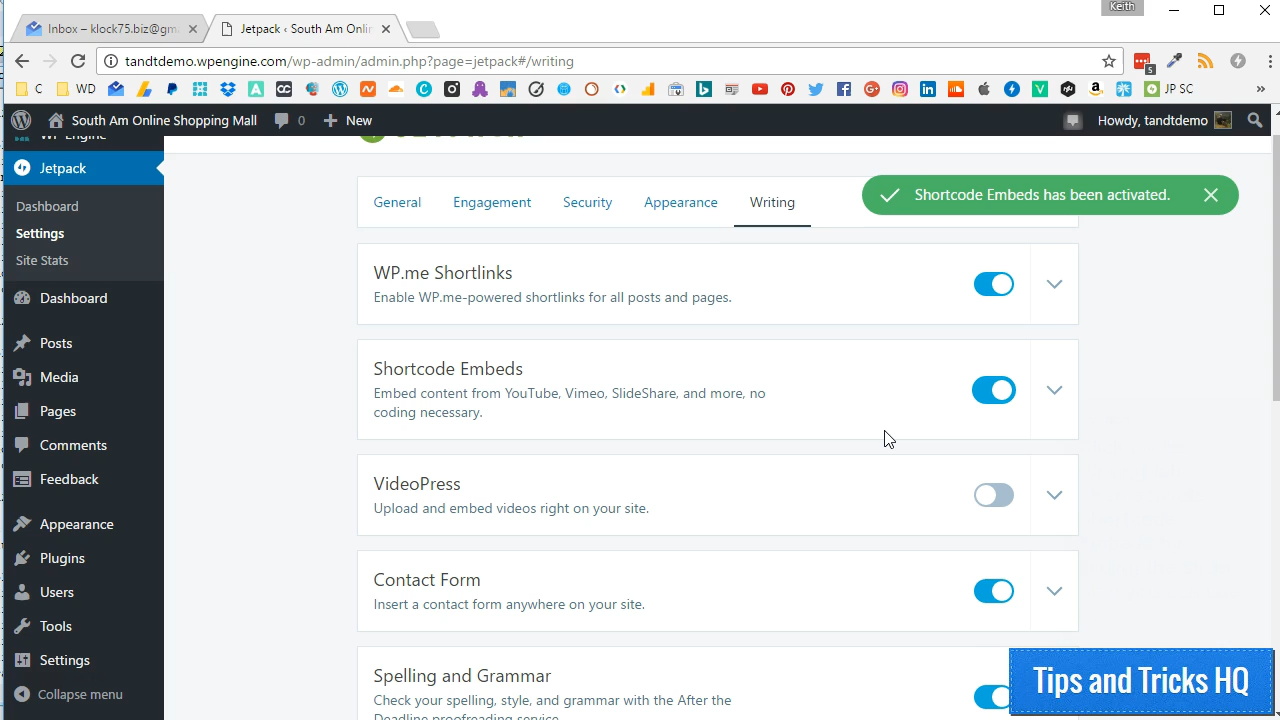 Keith
Inbox – klock75.biz@gm
Jetpack ‹ South Am Onlin
tandtdemo.wpengine.com/wp-admin/admin.php?page=jetpack#/writing
C
WD
JP SC
»
South Am Online Shopping Mall
0
New
Howdy, tandtdemo
WP Engine
Jetpack
Dashboard
Settings
Site Stats
Dashboard
Posts
Media
Pages
Comments
Feedback
Appearance
Plugins
Users
Tools
Settings
Collapse menu
General
Engagement
Security
Appearance
Writing
Shortcode Embeds has been activated.
WP.me Shortlinks
Enable WP.me-powered shortlinks for all posts and pages.
Shortcode Embeds
Embed content from YouTube, Vimeo, SlideShare, and more, no
coding necessary.
VideoPress
Upload and embed videos right on your site.
Contact Form
Insert a contact form anywhere on your site.
Spelling and Grammar
Check your spelling, style, and grammar with the After the
Deadline proofreading service
Tips and Tricks HQ